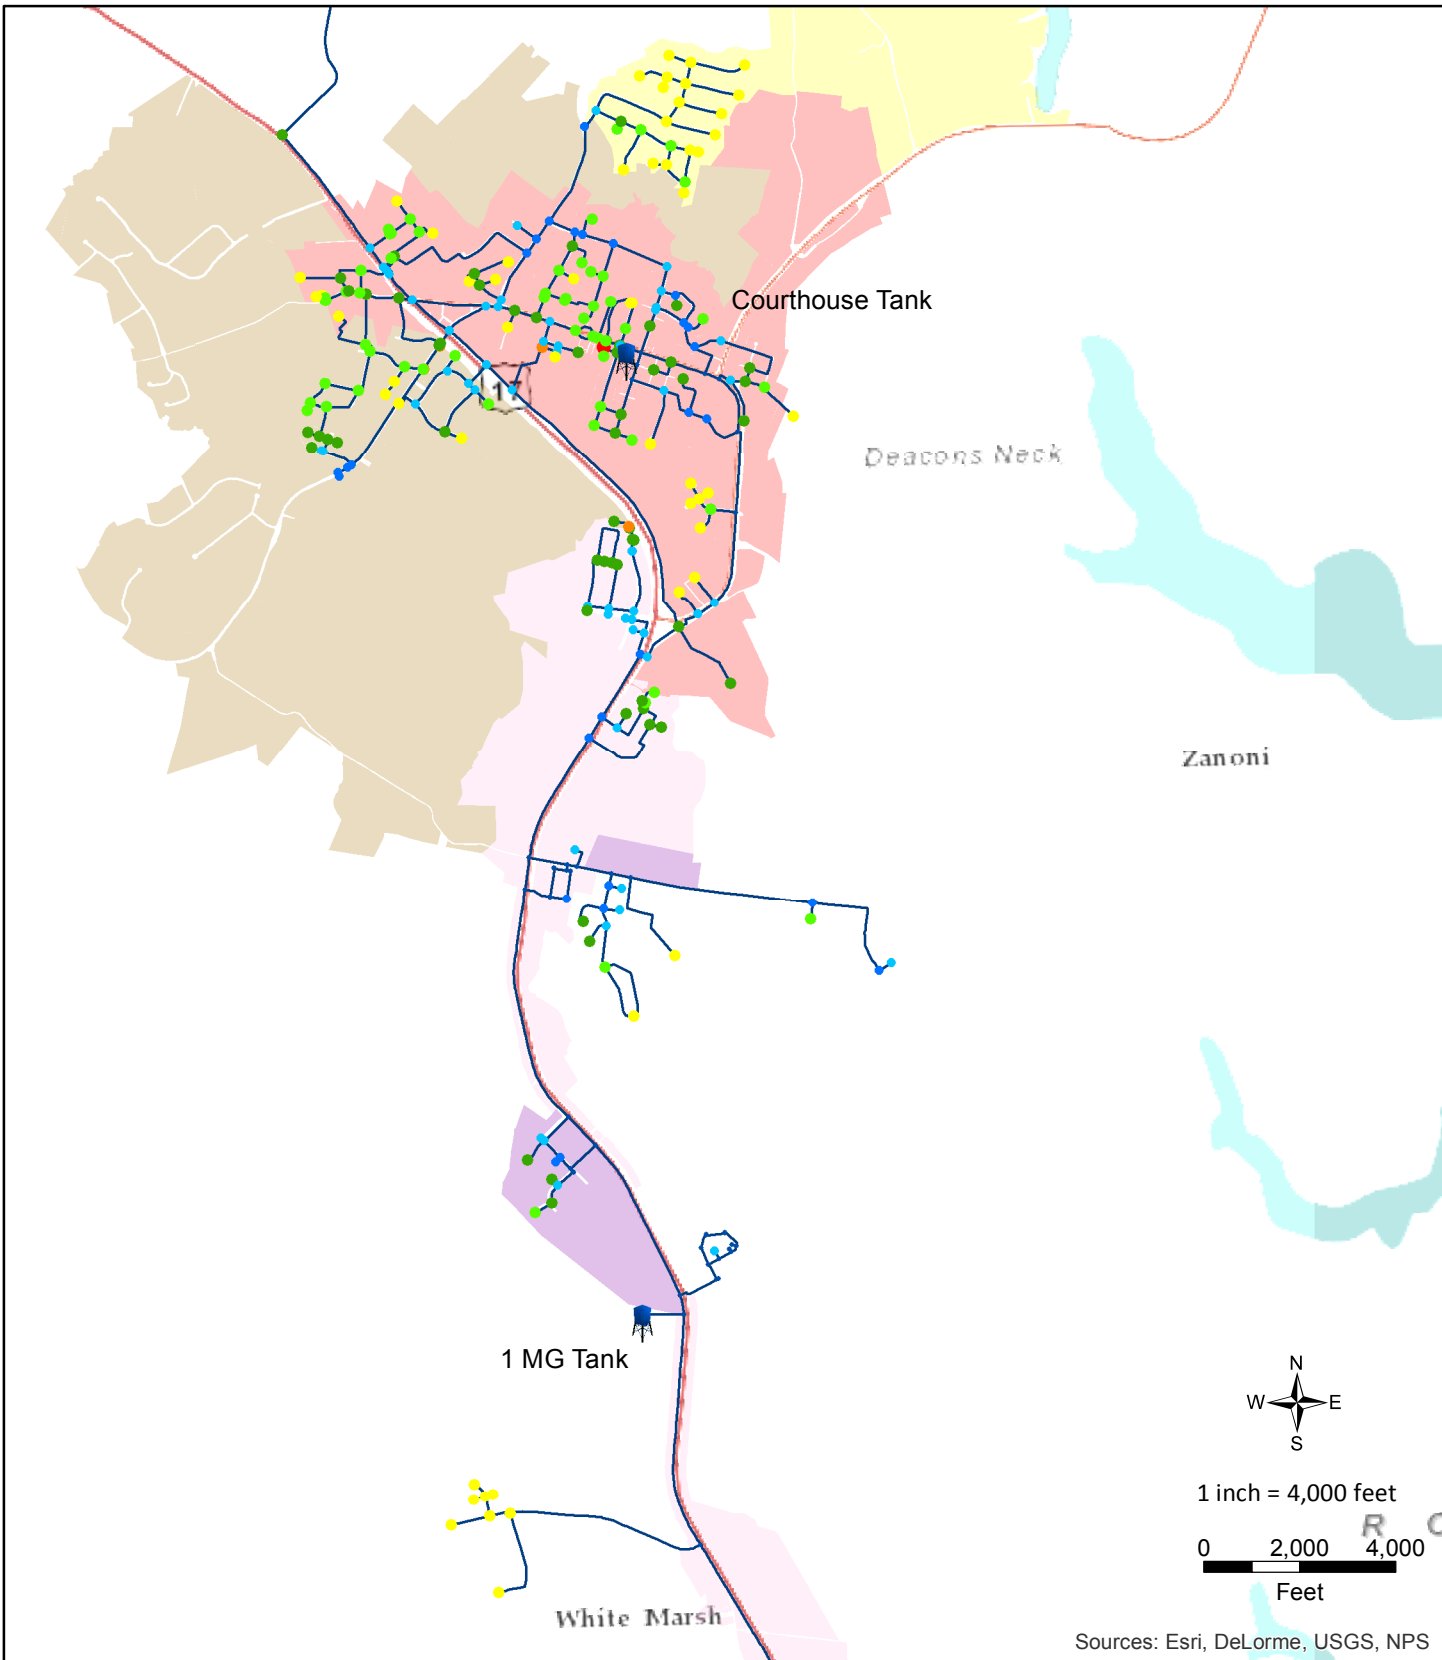 Courthouse Tank
17
Deacons Neck
Zanoni
1 MG Tank
N
W E
S
1 inch = 4,000 feet
R
0 2,000 4,000
Feet
White Marsh
Sources: Esri, DeLorme, USGS, NPS